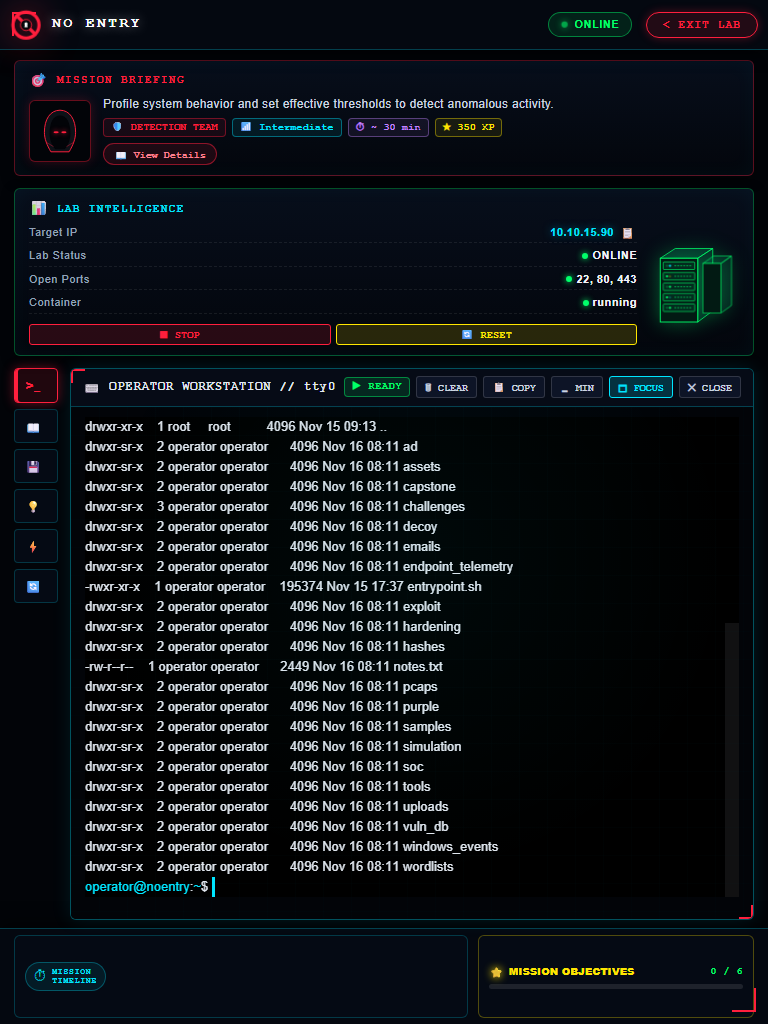 NO ENTRY
ONLINE
< EXIT LAB
MISSION BRIEFING
Profile system behavior and set effective thresholds to detect anomalous activity.
DETECTION TEAM
Intermediate
~ 30 min
350 XP
View Details
LAB INTELLIGENCE
Target IP 10.10.15.90
Lab Status ONLINE
Open Ports 22, 80, 443
Container running
STOP
RESET
>_
OPERATOR WORKSTATION // tty0
READY
CLEAR
COPY
MIN
FOCUS
CLOSE
drwxr-xr-x 1 root root 4096 Nov 15 09:13 ..
drwxr-sr-x 2 operator operator 4096 Nov 16 08:11 ad
drwxr-sr-x 2 operator operator 4096 Nov 16 08:11 assets
drwxr-sr-x 2 operator operator 4096 Nov 16 08:11 capstone
drwxr-sr-x 3 operator operator 4096 Nov 16 08:11 challenges
drwxr-sr-x 2 operator operator 4096 Nov 16 08:11 decoy
drwxr-sr-x 2 operator operator 4096 Nov 16 08:11 emails
drwxr-sr-x 2 operator operator 4096 Nov 16 08:11 endpoint_telemetry
-rwxr-xr-x 1 operator operator 195374 Nov 15 17:37 entrypoint.sh
drwxr-sr-x 2 operator operator 4096 Nov 16 08:11 exploit
drwxr-sr-x 2 operator operator 4096 Nov 16 08:11 hardening
drwxr-sr-x 2 operator operator 4096 Nov 16 08:11 hashes
-rw-r--r-- 1 operator operator 2449 Nov 16 08:11 notes.txt
drwxr-sr-x 2 operator operator 4096 Nov 16 08:11 pcaps
drwxr-sr-x 2 operator operator 4096 Nov 16 08:11 purple
drwxr-sr-x 2 operator operator 4096 Nov 16 08:11 samples
drwxr-sr-x 2 operator operator 4096 Nov 16 08:11 simulation
drwxr-sr-x 2 operator operator 4096 Nov 16 08:11 soc
drwxr-sr-x 2 operator operator 4096 Nov 16 08:11 tools
drwxr-sr-x 2 operator operator 4096 Nov 16 08:11 uploads
drwxr-sr-x 2 operator operator 4096 Nov 16 08:11 vuln_db
drwxr-sr-x 2 operator operator 4096 Nov 16 08:11 windows_events
drwxr-sr-x 2 operator operator 4096 Nov 16 08:11 wordlists
operator@noentry:~$
MISSION
TIMELINE
MISSION OBJECTIVES
0 / 6